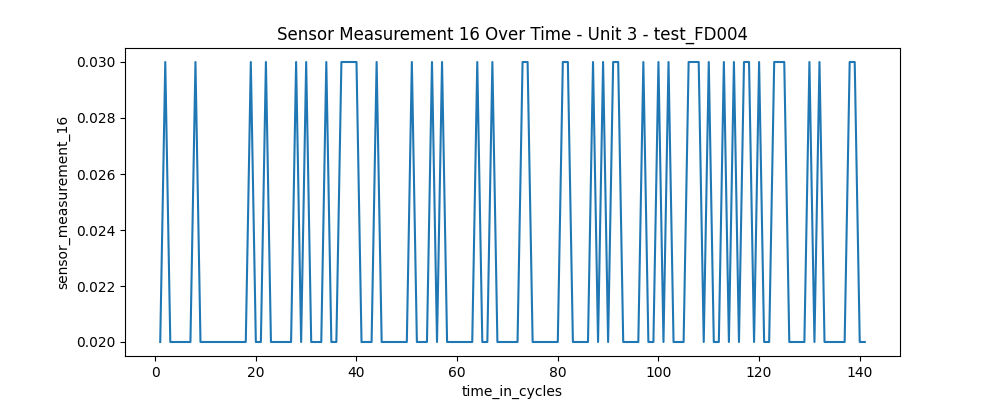 Sensor Measurement 16 Over Time - Unit 3 - test_FD004
sensor_measurement_16
0.030
0.028
0.026
0.024
0.022
0.020
0 20 40 60 80 100 120 140
time_in_cycles